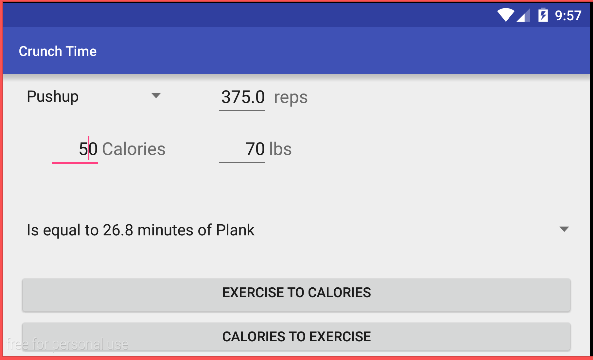 9:57
Crunch Time
Pushup 375.0 reps
50 Calories 70 lbs
Is equal to 26.8 minutes of Plank
EXERCISE TO CALORIES
CALORIES TO EXERCISE
free for personal use